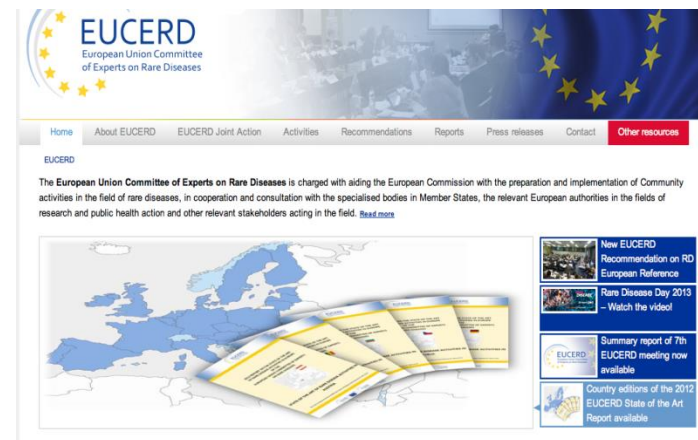 EUCERD
European Union Committee
of Experts on Rare Diseases
Home About EUCERD EUCERD Joint Action Activities Recommendations Reports Press releases Contact Other resources
EUCERD
The European Union Committee of Experts on Rare Diseases is charged with aiding the European Commission with the preparation and implementation of Community
activities in the field of rare diseases, in cooperation and consultation with the specialised bodies in Member States, the relevant European authorities in the fields of
research and public health action and other relevant stakeholders acting in the field. Read more
New EUCERD
Recommendation on RD
European Reference
Rare Disease Day 2013
– Watch the video!
EUCERD
Summary report of 7th
EUCERD meeting now
available
Country editions of the 2012
EUCERD State of the Art
Report available
EUCERD
EUCERD
EUCERD
EUCERD
EUCERD